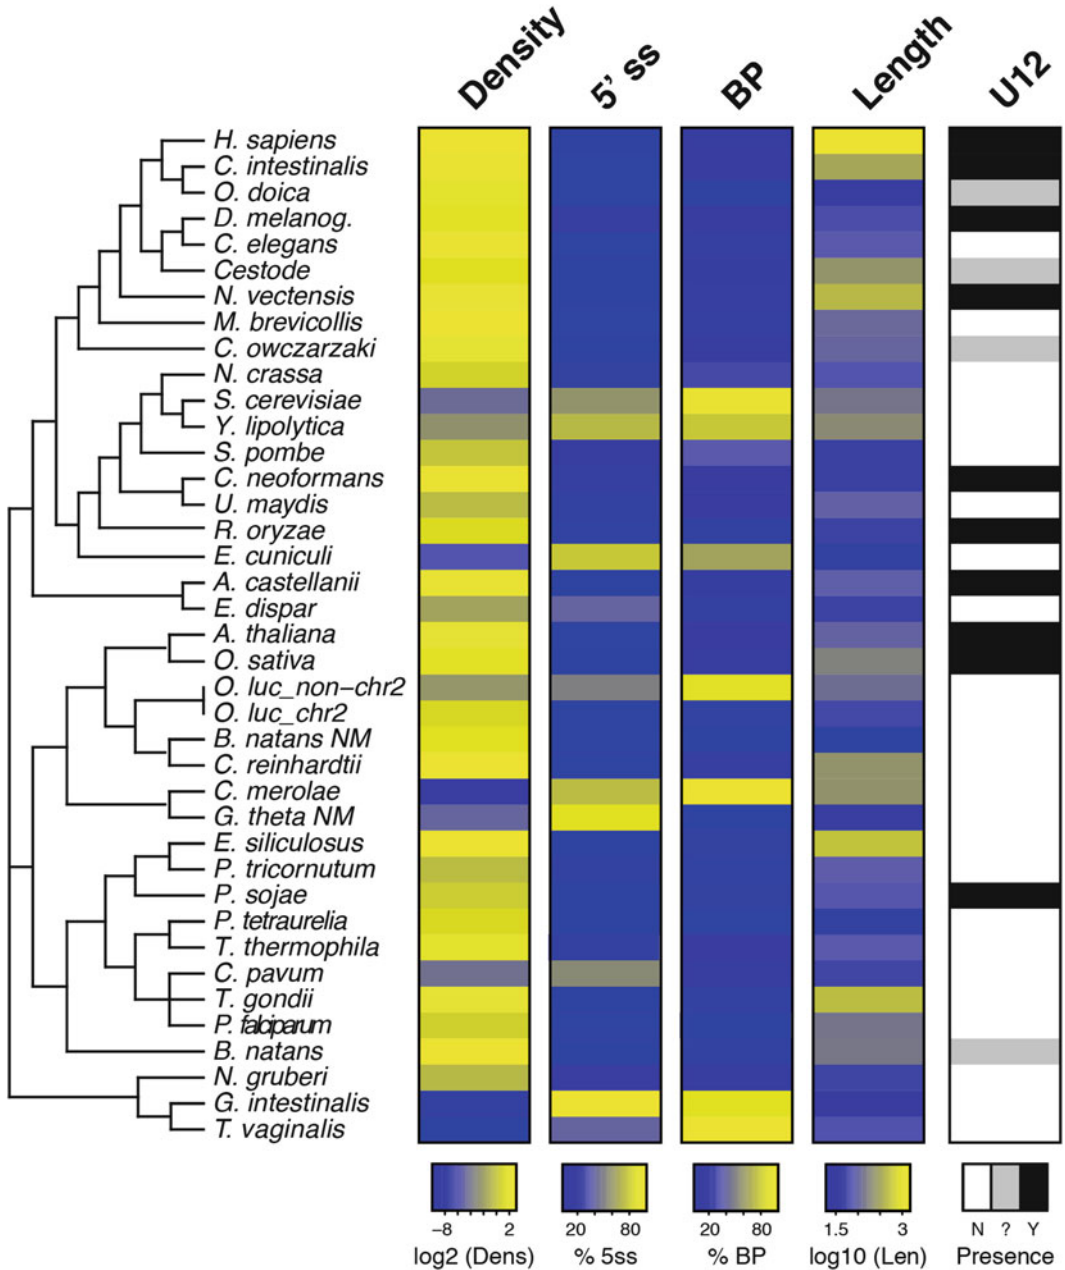 Density 5' ss BP Length U12
H. sapiens
C. intestinalis
O. doica
D. melanog.
C. elegans
Cestode
N. vectensis
M. brevicollis
C. owczarzaki
N. crassa
S. cerevisiae
Y. lipolytica
S. pombe
C. neoformans
U. maydis
R. oryzae
E. cuniculi
A. castellanii
E. dispar
A. thaliana
O. sativa
O. luc_non-chr2
O. luc_chr2
B. natans NM
C. reinhardtii
C. merolae
G. theta NM
E. siliculosus
P. tricornutum
P. sojae
P. tetraurelia
T. thermophila
C. pavum
T. gondii
P. falciparum
B. natans
N. gruberi
G. intestinalis
T. vaginalis
-8 2 20 80 20 80 1.5 3 N ? Y
log2 (Dens) % 5ss % BP log10 (Len) Presence